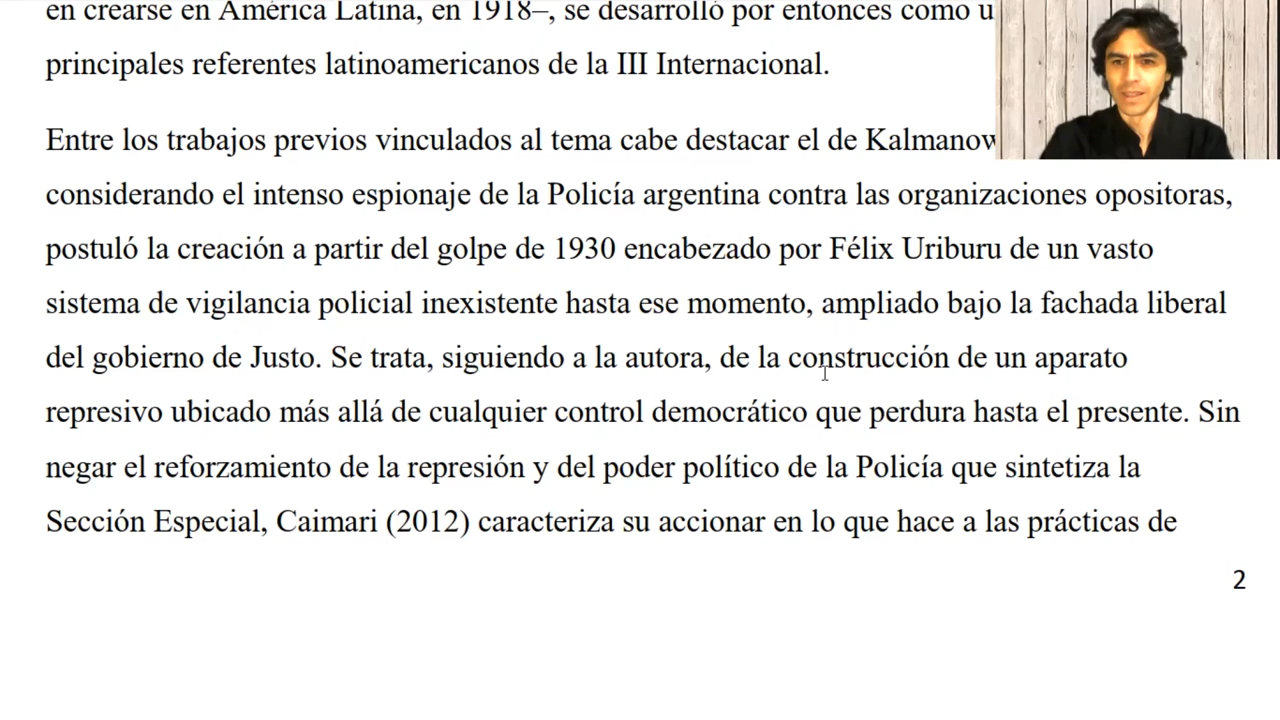 en crearse en América Latina, en 1918–, se desarrolló por entonces como
principales referentes latinoamericanos de la III Internacional.
Entre los trabajos previos vinculados al tema cabe destacar el de
considerando el intenso espionaje de la Policía argentina contra las organizaciones opositoras,
postuló la creación a partir del golpe de 1930 encabezado por Félix Uriburu de un vasto
sistema de vigilancia policial inexistente hasta ese momento, ampliado bajo la fachada liberal
del gobierno de Justo. Se trata, siguiendo a la autora, de la construcción de un aparato
represivo ubicado más allá de cualquier control democrático que perdura hasta el presente. Sin
negar el reforzamiento de la represión y del poder político de la Policía que sintetiza la
Sección Especial, Caimari (2012) caracteriza su accionar en lo que hace a las prácticas de
2